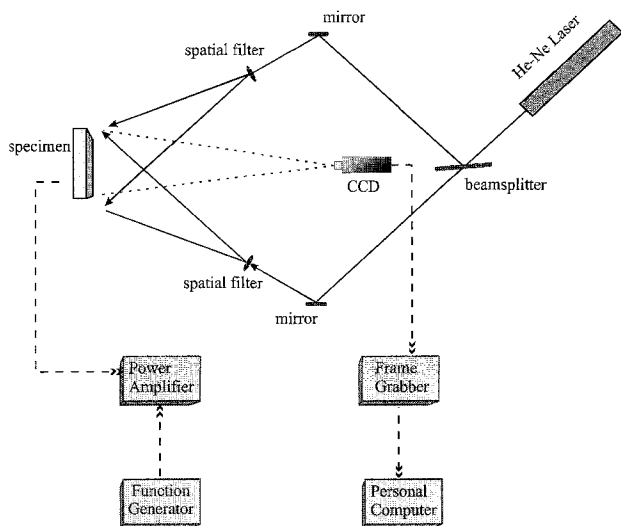 mirror
He-Ne Laser
spatial filter
specimen
CCD
beamsplitter
spatial filter
mirror
Power
Amplifier
Frame
Grabber
Function
Generator
Personal
Computer